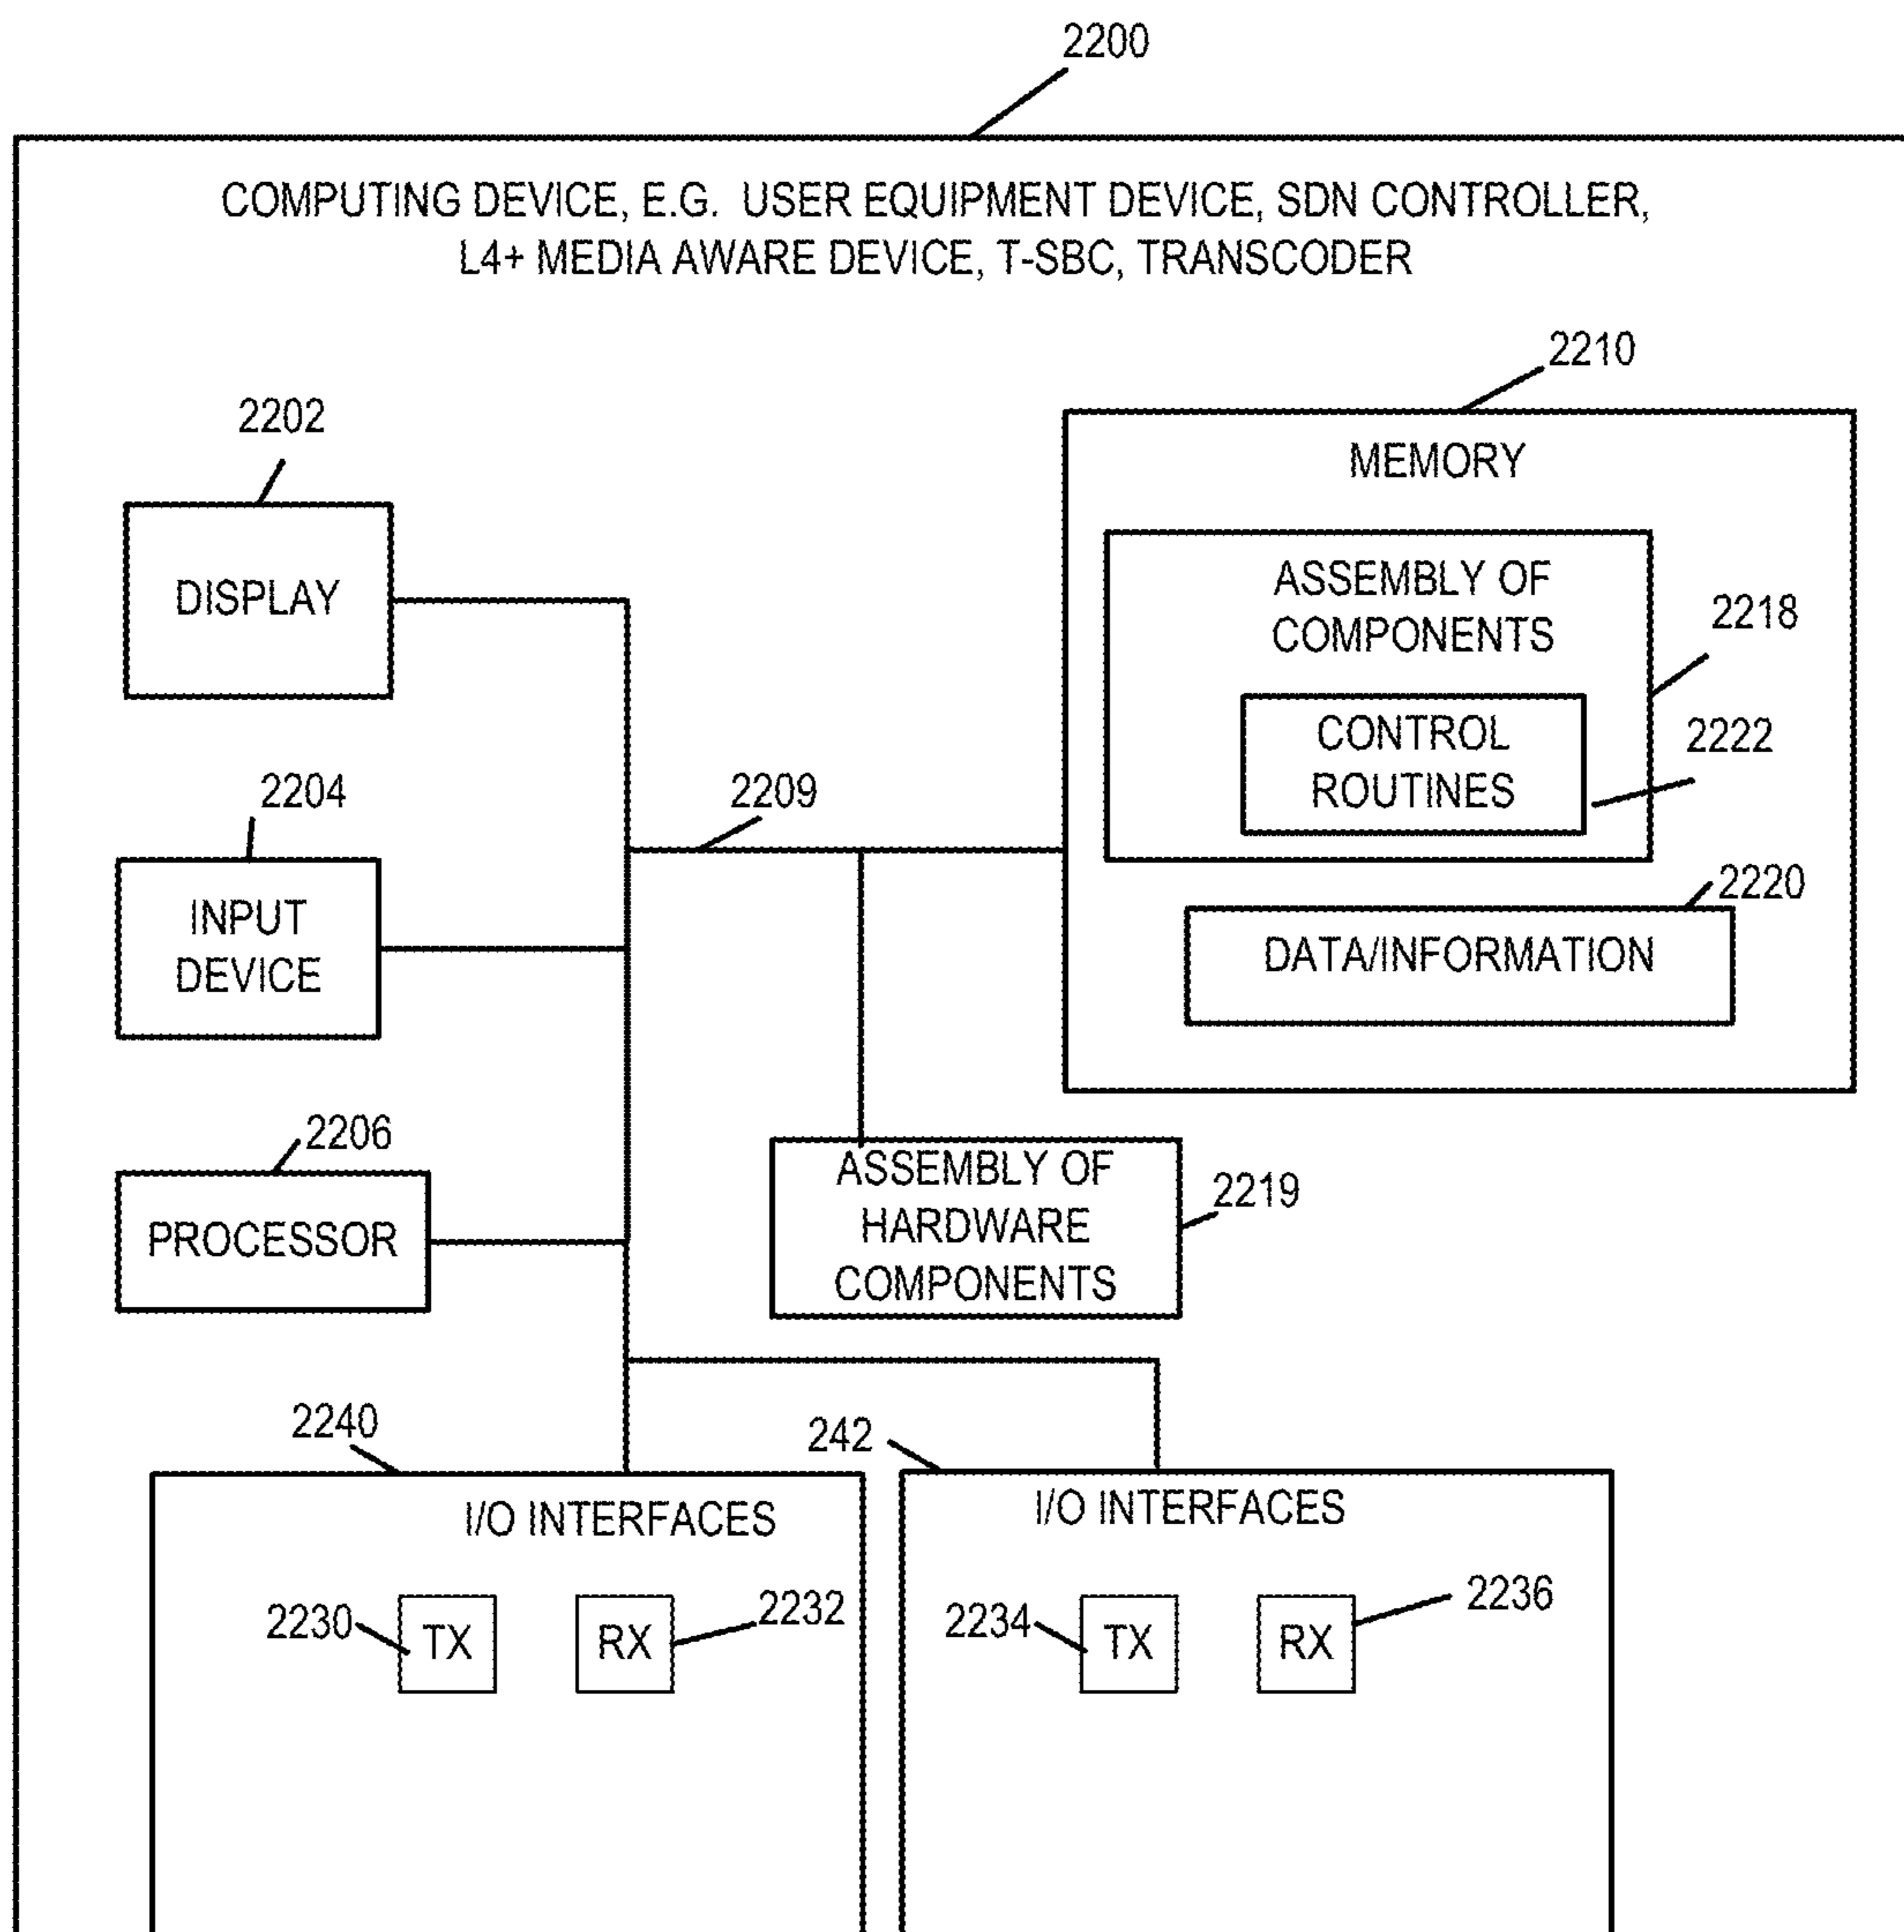 2200
COMPUTING DEVICE, E.G. USER EQUIPMENT DEVICE, SDN CONTROLLER,
L4+ MEDIA AWARE DEVICE, T-SBC, TRANSCODER
2210
MEMORY
2202
DISPLAY
ASSEMBLY OF
COMPONENTS
2218
CONTROL
ROUTINES
2222
2204
INPUT
DEVICE
2209
2220
DATA/INFORMATION
2206
PROCESSOR
ASSEMBLY OF
HARDWARE
COMPONENTS
2219
2240
I/O INTERFACES
2230
TX
RX
2232
242
I/O INTERFACES
2234
TX
RX
2236